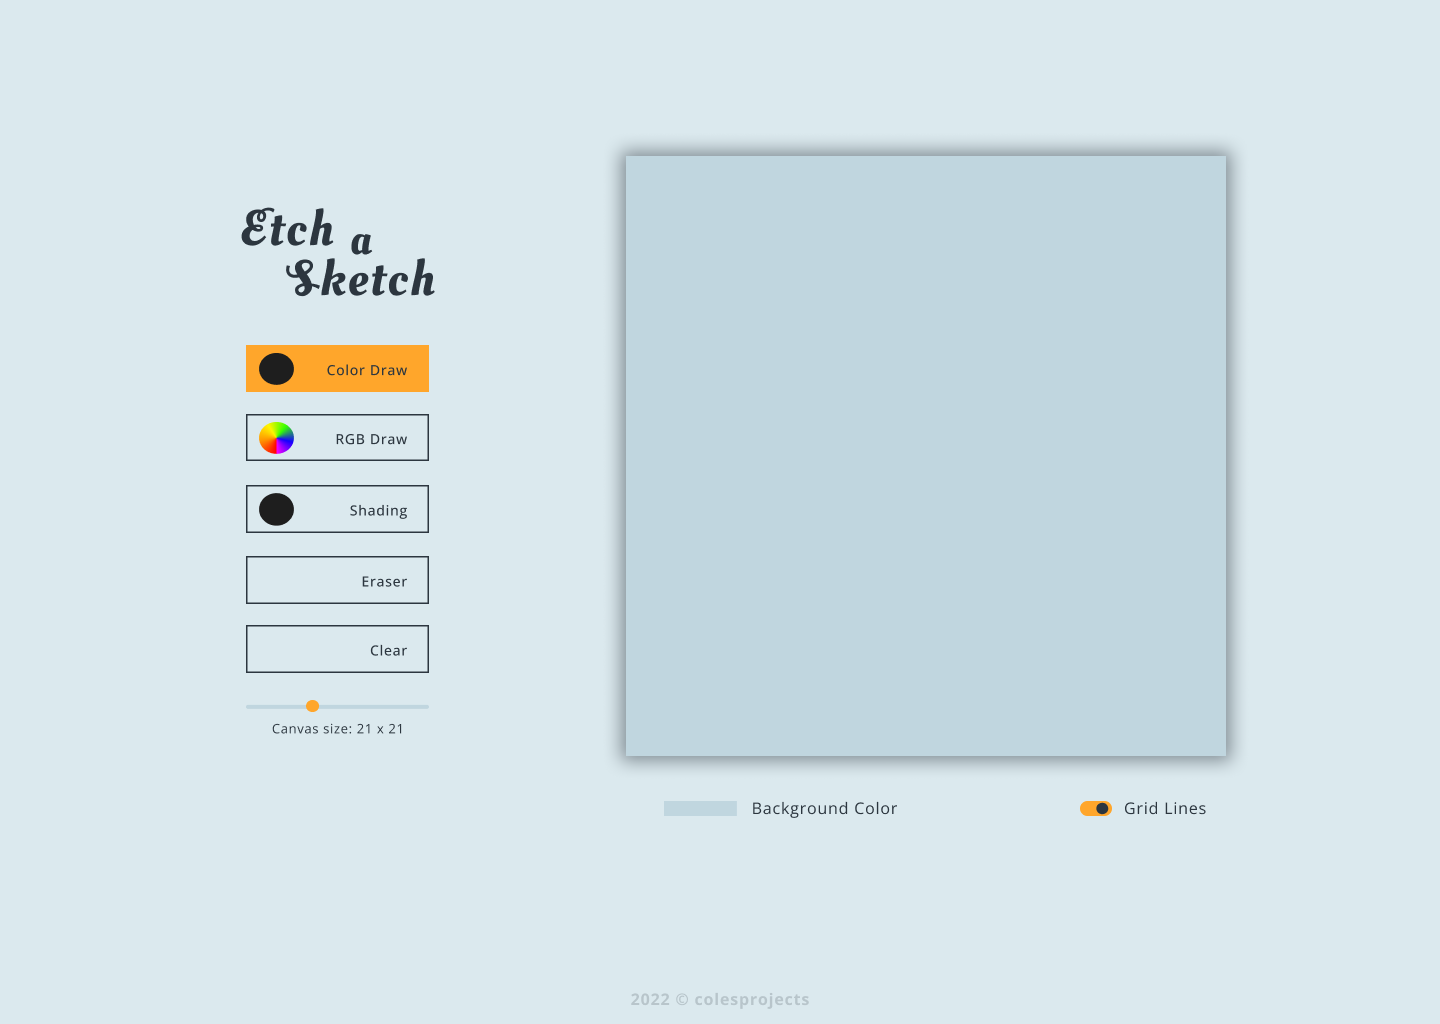 Etch a
Sketch
Color Draw
RGB Draw
Shading
Eraser
Clear
Canvas size: 21 x 21
Background Color
Grid Lines
2022 © colesprojects